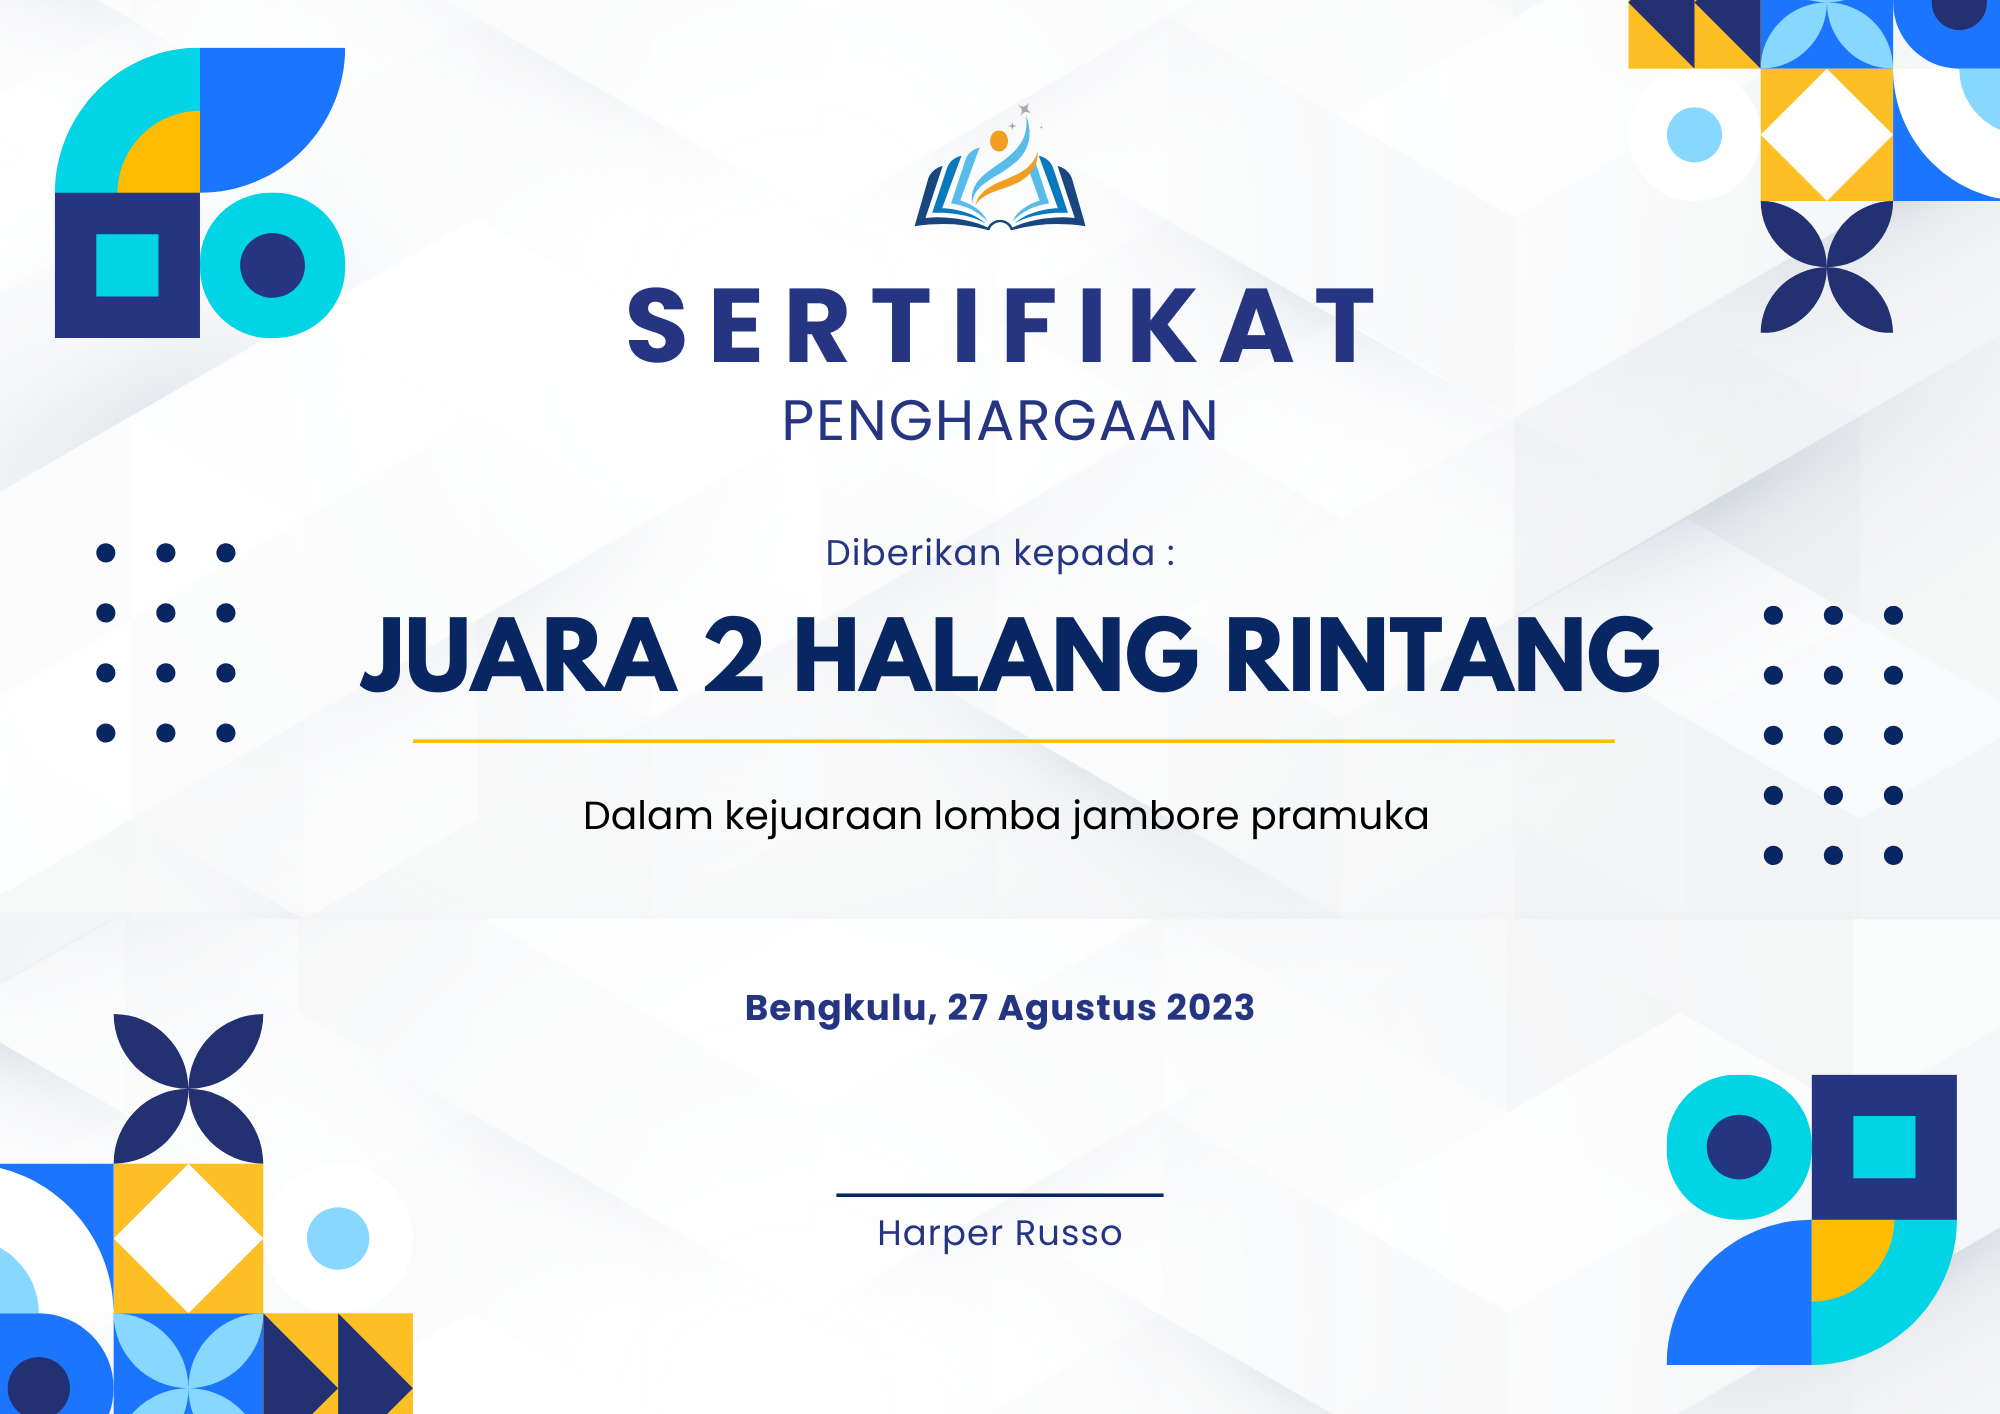 SERTIFIKAT
PENGHARGAAN
Diberikan kepada :
JUARA 2 HALANG RINTANG
Dalam kejuaraan lomba jambore pramuka
Bengkulu, 27 Agustus 2023
Harper Russo